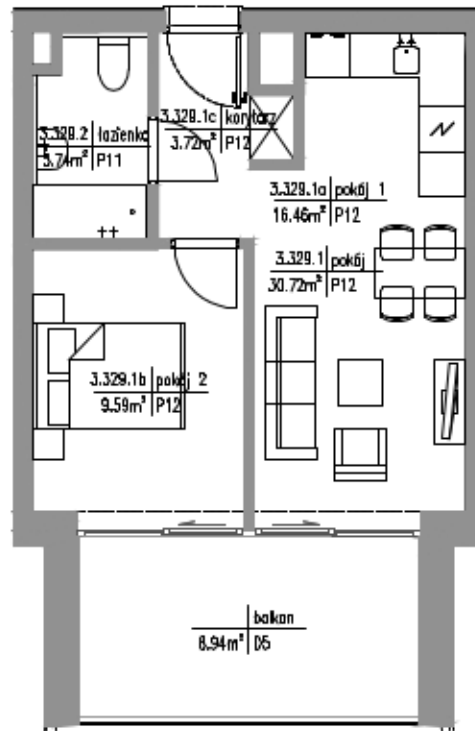 3.329.1c korytarz
3.72m² P12
3.329.2 łazienka
3.74m² P11
3.329.1a pokój 1
16.46m² P12
3.329.1 pokój
30.72m² P12
3.329.1b pokój 2
9.59m² P12
balkon
8.94m² D5